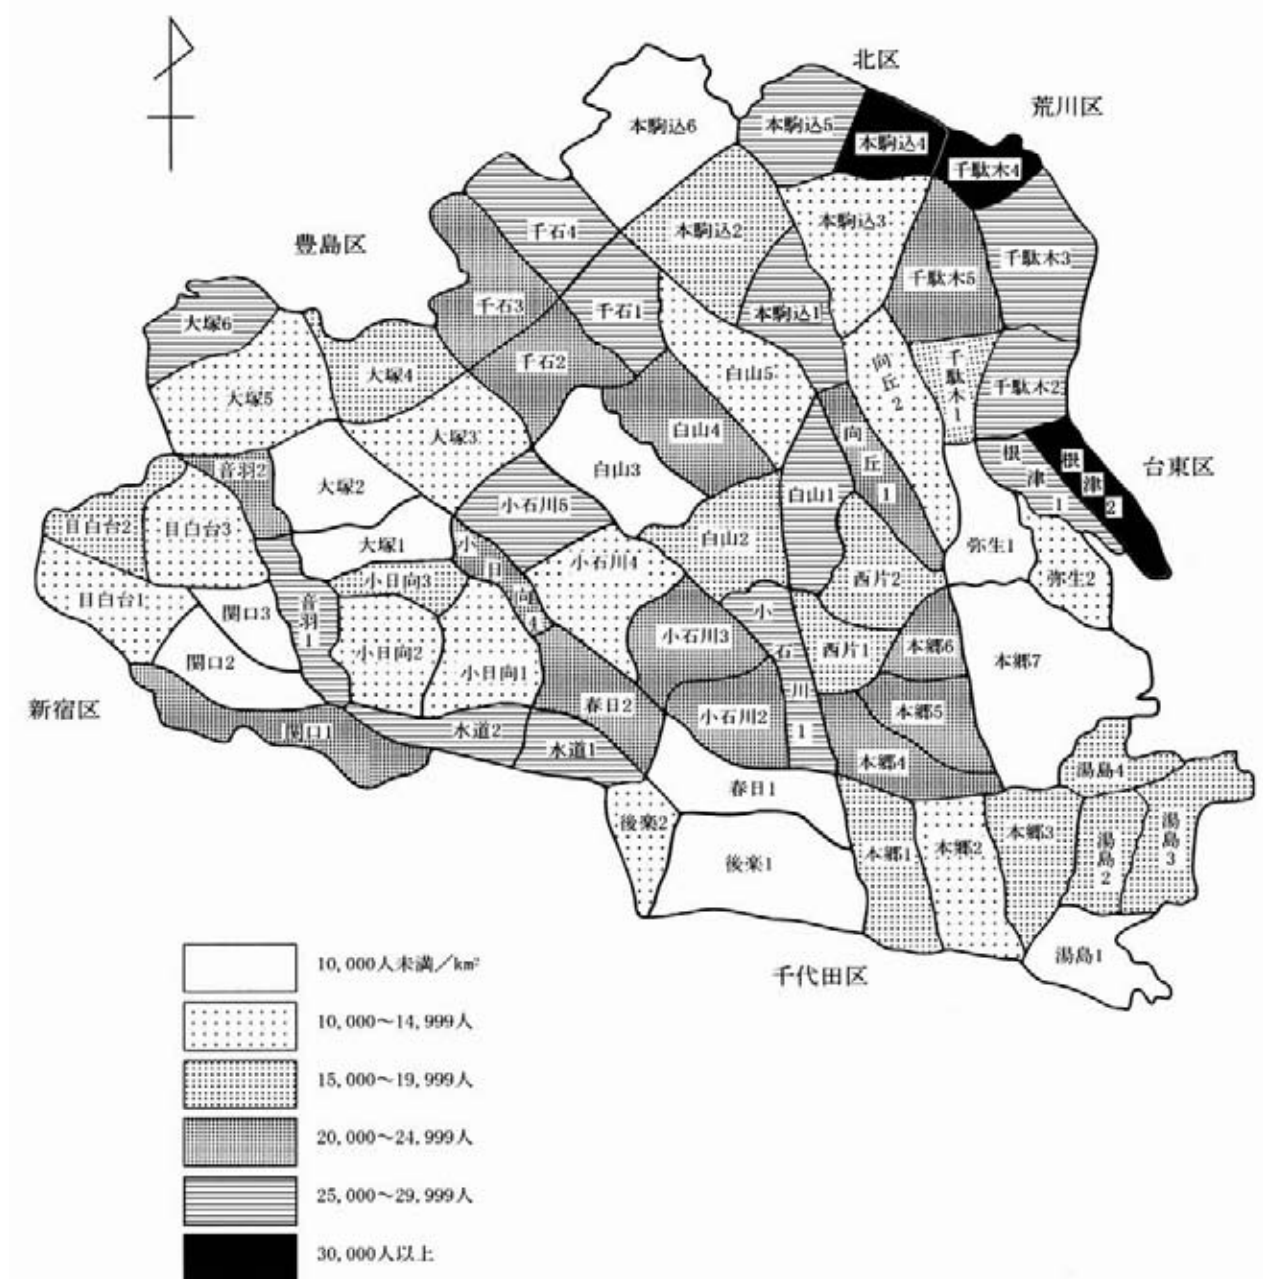 北区
荒川区
豊島区
台東区
新宿区
千代田区
本駒込6
本駒込5
本駒込4
千駄木4
千石4
本駒込2
本駒込3
千駄木3
千駄木5
千石3
千石1
本駒込1
大塚6
千石2
大塚4
白山5
向丘2
千駄木1
千駄木2
大塚5
大塚3
白山4
向丘1
白山3
根津1
根津2
音羽2
大塚2
小石川5
白山1
目白台2
目白台3
大塚1
小日向4
白山2
弥生1
小石川4
西片2
弥生2
小日向3
目白台1
関口3
音羽1
小石川3
小石川1
西片1
本郷6
本郷7
関口2
小日向2
小日向1
春日2
小石川2
本郷5
関口1
水道2
水道1
本郷4
湯島4
春日1
後楽2
後楽1
本郷1
本郷2
本郷3
湯島2
湯島3
湯島1
10,000人未満／km²
10,000～14,999人
15,000～19,999人
20,000～24,999人
25,000～29,999人
30,000人以上